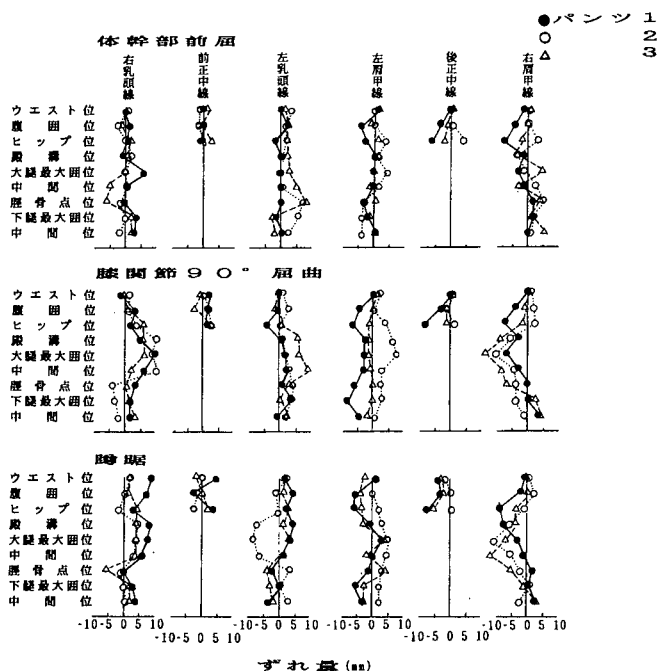 ● パンツ 1
○ 2
△ 3
体幹部前屈
右乳頭線 前正中線 左乳頭線 左肩甲線 後正中線 右肩甲線
ウエスト位
腹囲位
ヒップ位
殿溝
大腿最大囲位
中間位
脛骨点
下腿最大囲位
中間位
膝関節90°屈曲
ウエスト位
腹囲位
ヒップ位
殿溝
大腿最大囲位
中間位
脛骨点
下腿最大囲位
中間位
蹲踞
ウエスト位
腹囲位
ヒップ位
殿溝
大腿最大囲位
中間位
脛骨点
下腿最大囲位
中間位
-10 -5 0 5 10 -10 -5 0 5 10 -10 -5 0 5 10 -10 -5 0 5 10 -10 -5 0 5 10 -10 -5 0 5 10
ずれ量(mm)